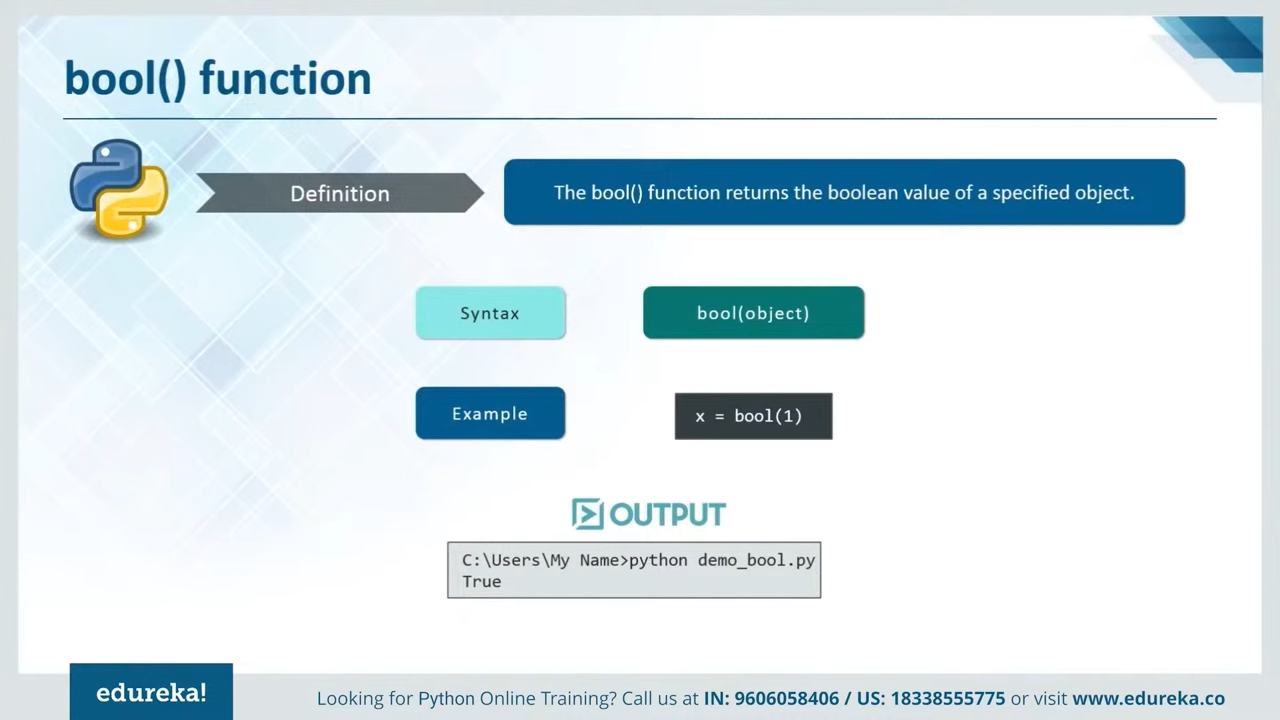 bool() function
Definition
The bool() function returns the boolean value of a specified object.
Syntax
bool(object)
Example
x = bool(1)
OUTPUT
C:\Users\My Name>python demo_bool.py
True
edureka!
Looking for Python Online Training? Call us at IN: 9606058406 / US: 18338555775 or visit www.edureka.co